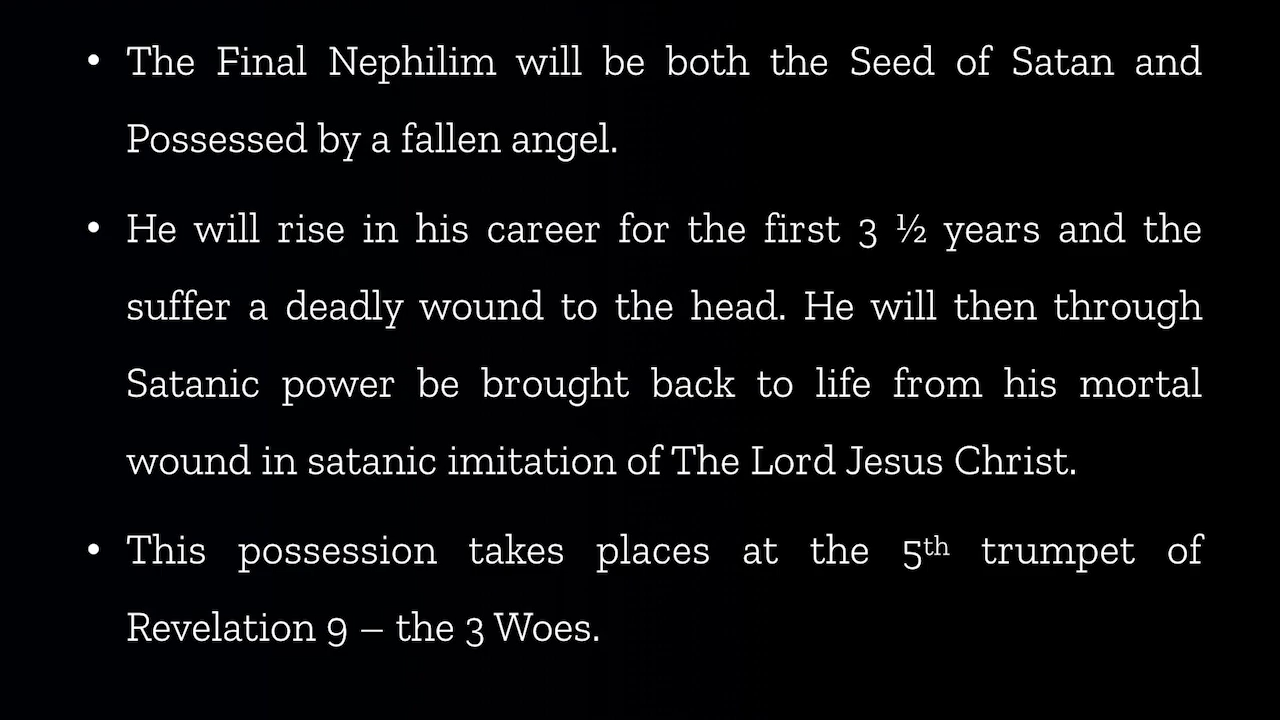 • The Final Nephilim will be both the Seed of Satan and
Possessed by a fallen angel.
• He will rise in his career for the first 3 ½ years and the
suffer a deadly wound to the head. He will then through
Satanic power be brought back to life from his mortal
wound in satanic imitation of The Lord Jesus Christ.
• This possession takes places at the 5th trumpet of
Revelation 9 – the 3 Woes.